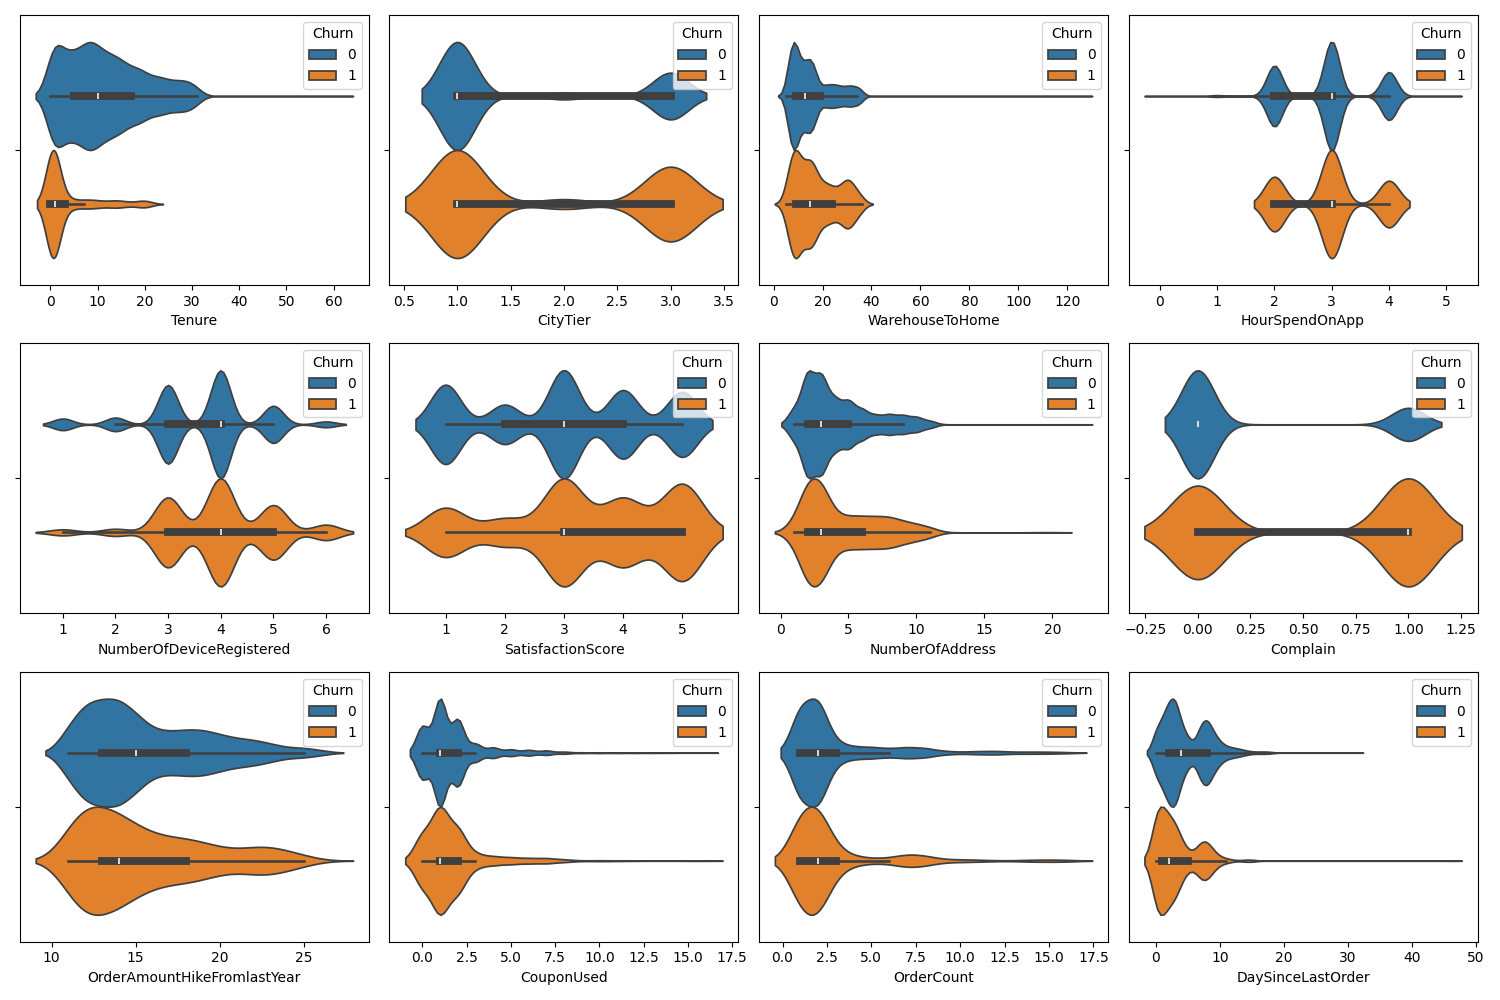 Churn
0
1
0 10 20 30 40 50 60
Tenure
Churn
0
1
0.5 1.0 1.5 2.0 2.5 3.0 3.5
CityTier
Churn
0
1
0 20 40 60 80 100 120
WarehouseToHome
Churn
0
1
0 1 2 3 4 5
HourSpendOnApp
Churn
0
1
1 2 3 4 5 6
NumberOfDeviceRegistered
Churn
0
1
1 2 3 4 5
SatisfactionScore
Churn
0
1
0 5 10 15 20
NumberOfAddress
Churn
0
1
−0.25 0.00 0.25 0.50 0.75 1.00 1.25
Complain
Churn
0
1
10 15 20 25
OrderAmountHikeFromlastYear
Churn
0
1
0.0 2.5 5.0 7.5 10.0 12.5 15.0 17.5
CouponUsed
Churn
0
1
0.0 2.5 5.0 7.5 10.0 12.5 15.0 17.5
OrderCount
Churn
0
1
0 10 20 30 40 50
DaySinceLastOrder